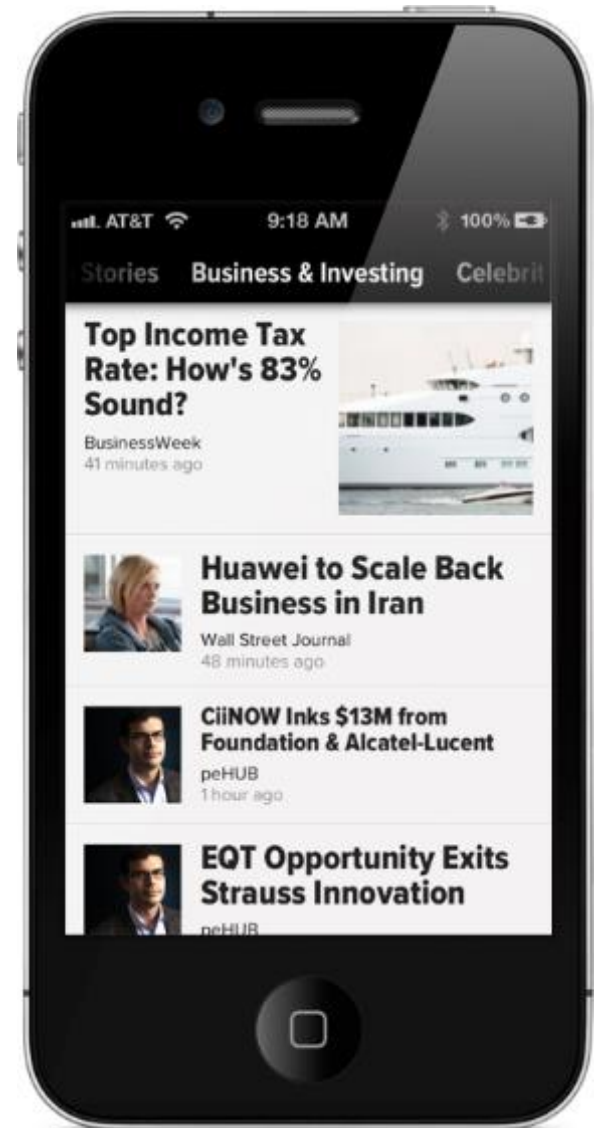 AT&T 9:18 AM 100%
Stories Business & Investing Celebrit
Top Income Tax
Rate: How's 83%
Sound?
BusinessWeek
41 minutes ago
Huawei to Scale Back
Business in Iran
Wall Street Journal
48 minutes ago
CiiNOW Inks $13M from
Foundation & Alcatel-Lucent
peHUB
1 hour ago
EQT Opportunity Exits
Strauss Innovation
peHUB